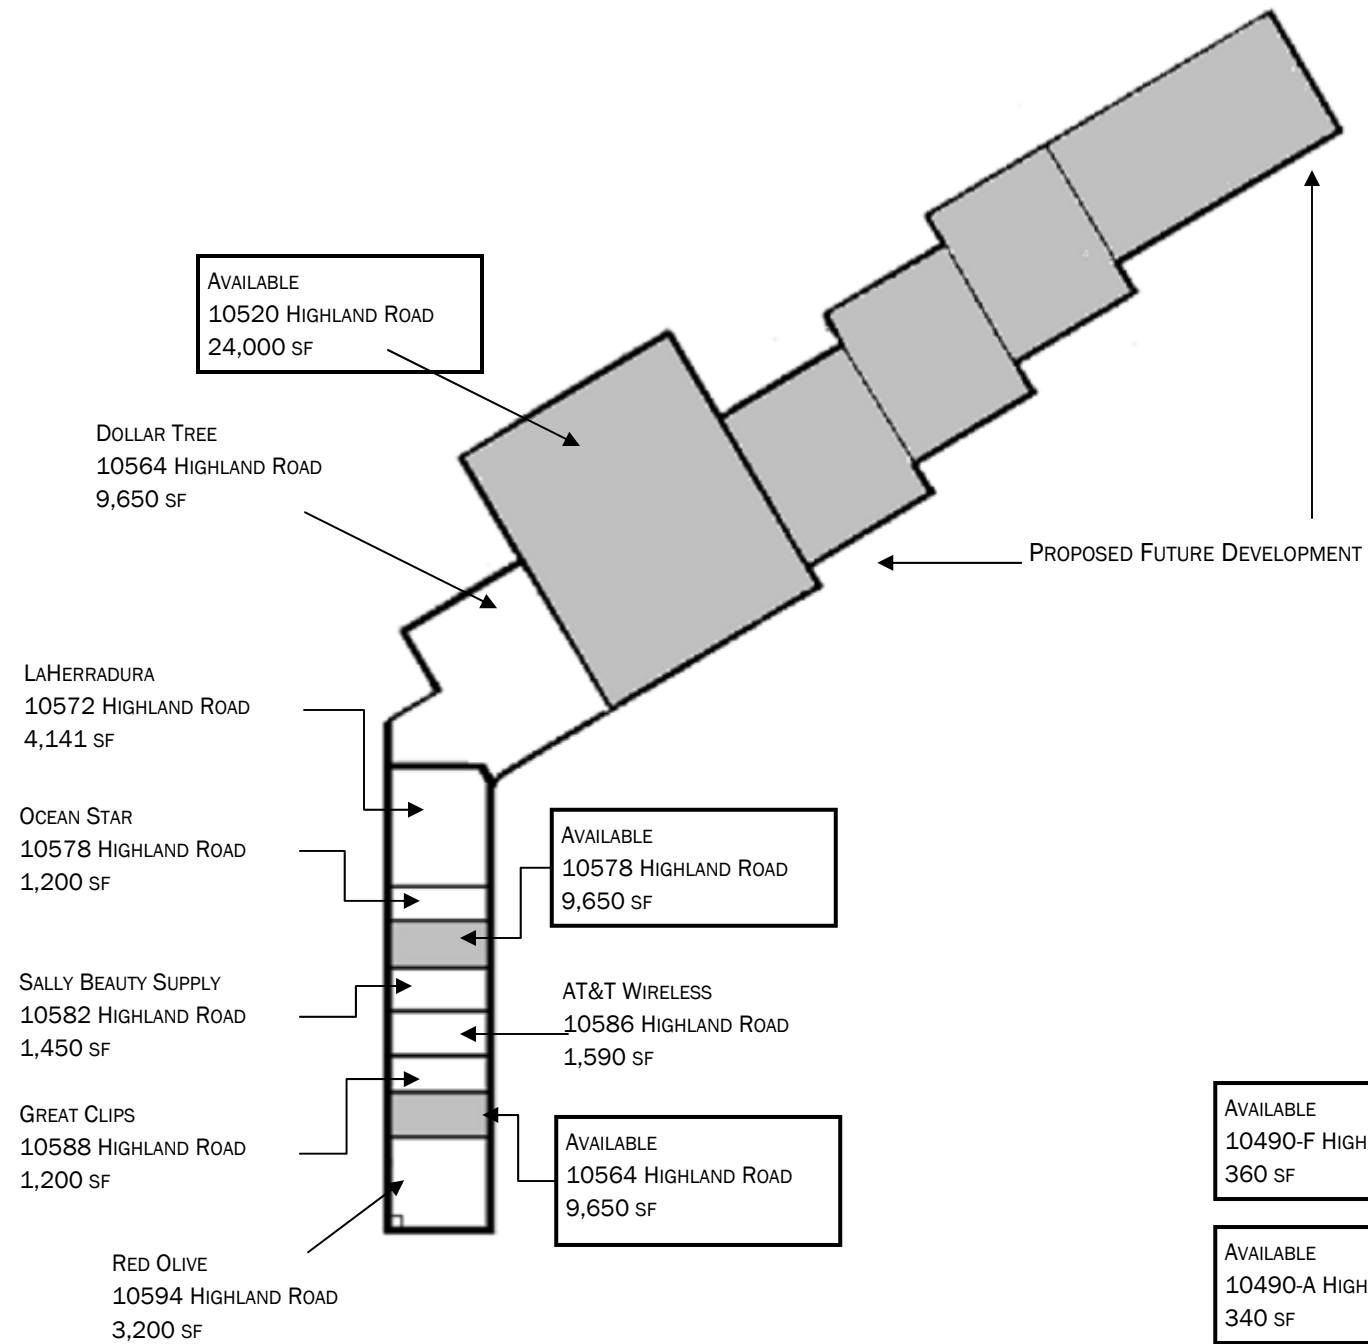 AVAILABLE
10520 HIGHLAND ROAD
24,000 SF
DOLLAR TREE
10564 HIGHLAND ROAD
9,650 SF
PROPOSED FUTURE DEVELOPMENT
LAHERRADURA
10572 HIGHLAND ROAD
4,141 SF
OCEAN STAR
10578 HIGHLAND ROAD
1,200 SF
AVAILABLE
10578 HIGHLAND ROAD
9,650 SF
SALLY BEAUTY SUPPLY
10582 HIGHLAND ROAD
1,450 SF
AT&T WIRELESS
10586 HIGHLAND ROAD
1,590 SF
GREAT CLIPS
10588 HIGHLAND ROAD
1,200 SF
AVAILABLE
10564 HIGHLAND ROAD
9,650 SF
RED OLIVE
10594 HIGHLAND ROAD
3,200 SF
AVAILABLE
10490-F HIGH
360 SF
AVAILABLE
10490-A HIGH
340 SF